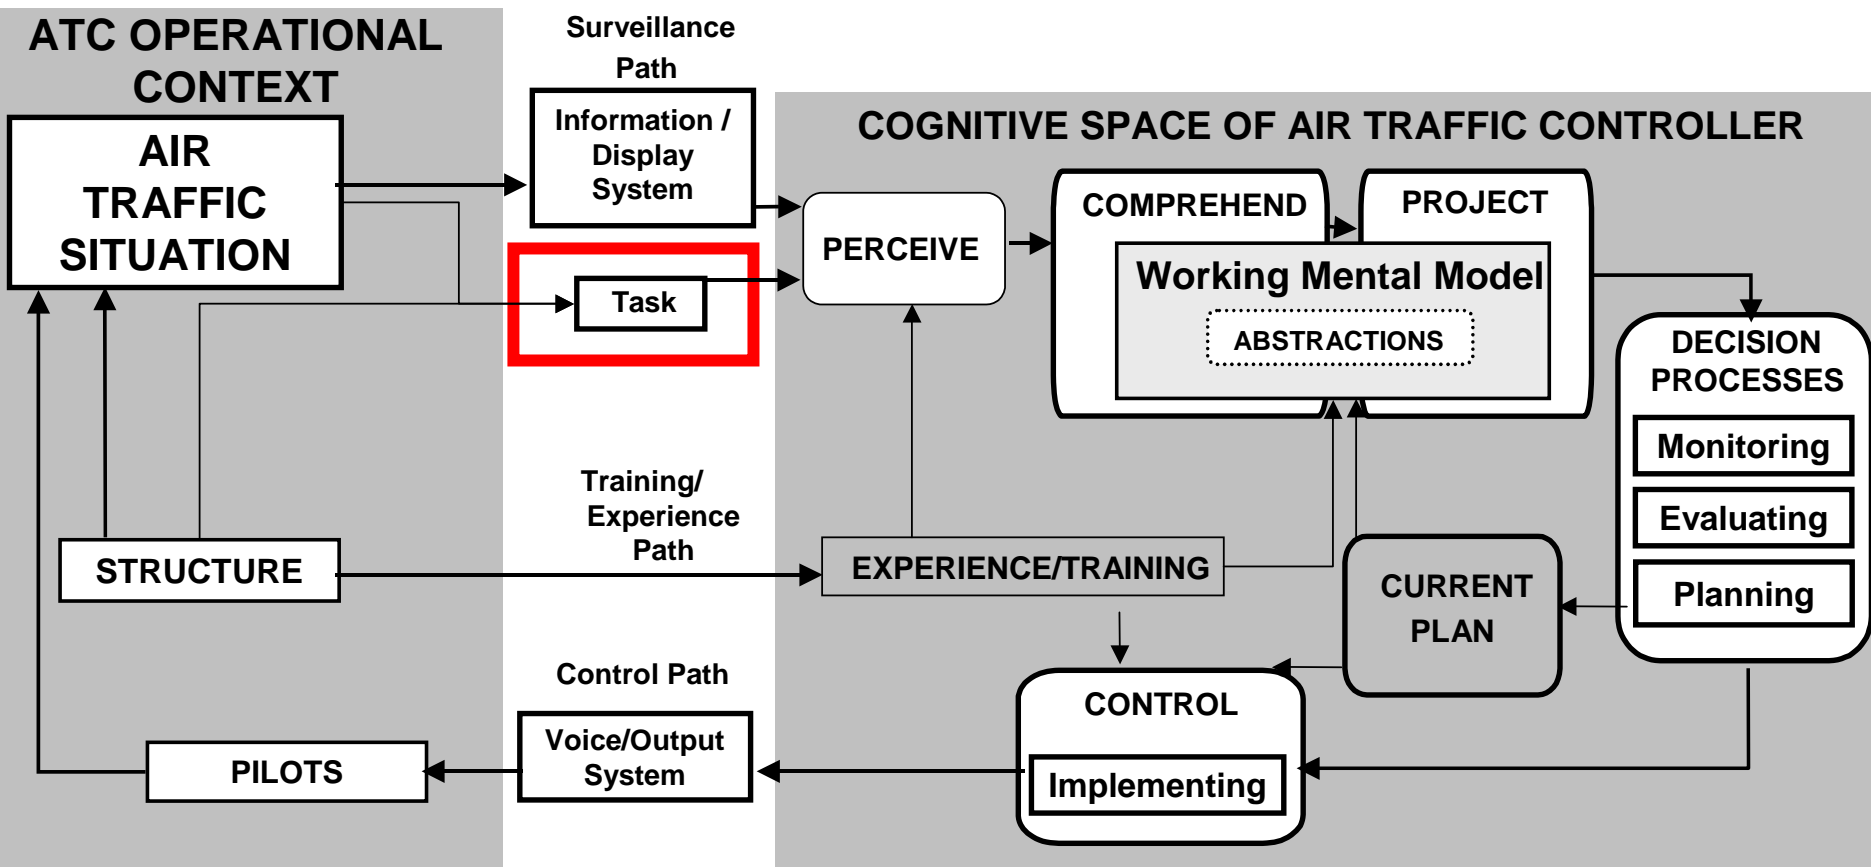 ATC OPERATIONAL
CONTEXT
AIR
TRAFFIC
SITUATION
STRUCTURE
PILOTS
Surveillance
Path
Information /
Display
System
Task
Training/
Experience
Path
Control Path
Voice/Output
System
COGNITIVE SPACE OF AIR TRAFFIC CONTROLLER
PERCEIVE
COMPREHEND
PROJECT
Working Mental Model
ABSTRACTIONS
DECISION
PROCESSES
Monitoring
Evaluating
Planning
EXPERIENCE/TRAINING
CURRENT
PLAN
CONTROL
Implementing